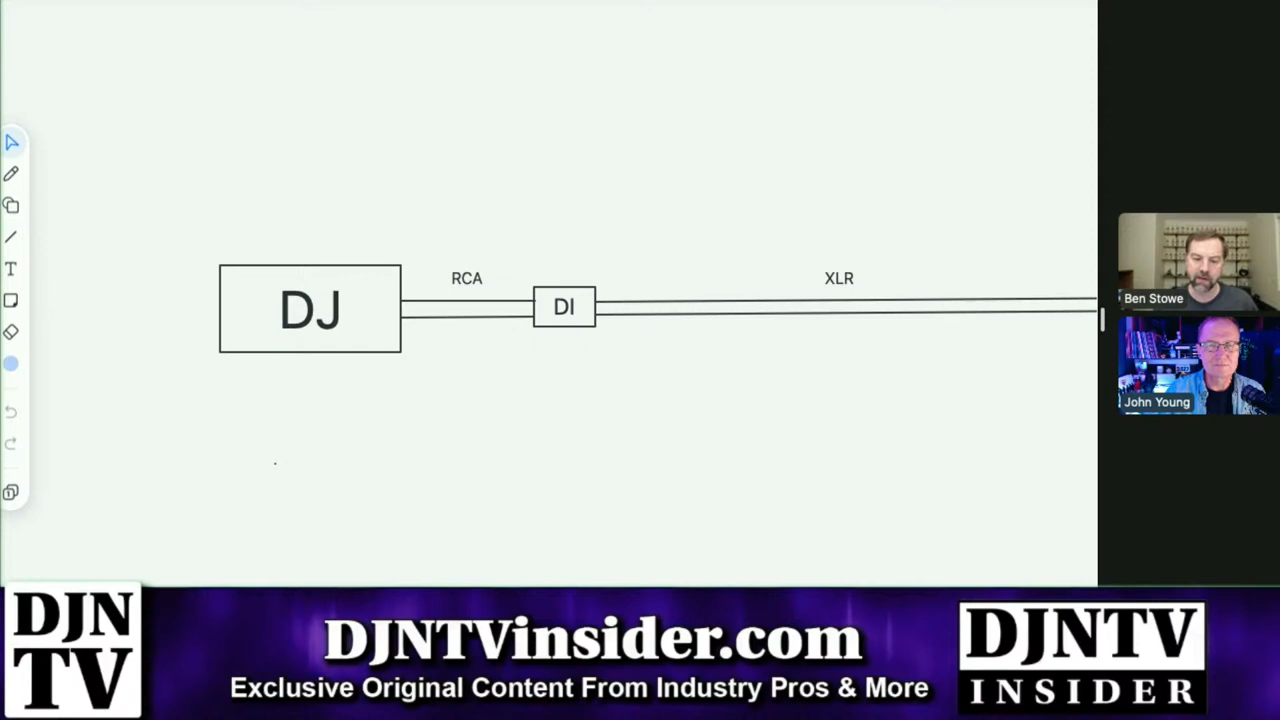 RCA
XLR
DJ
DI
Ben Stowe
John Young
DJN
TV
DJNTVinsider.com
Exclusive Original Content From Industry Pros & More
DJNTV
INSIDER